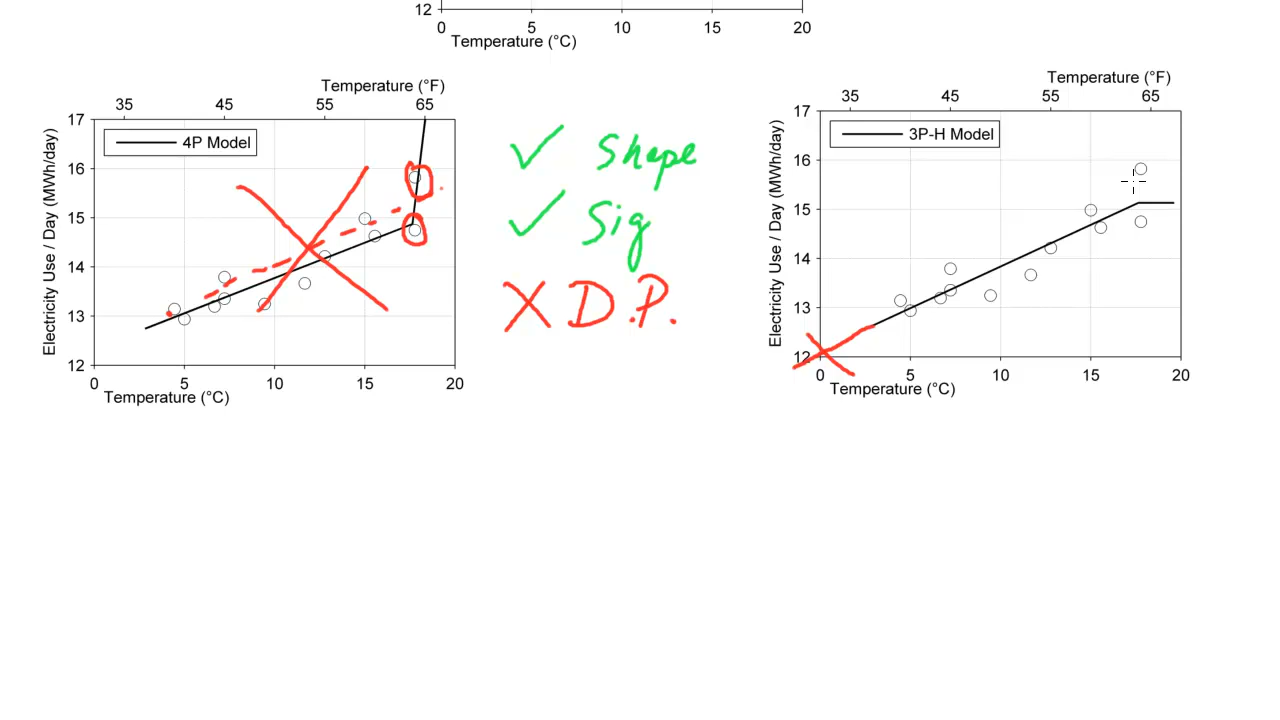 12
0 5 10 15 20
Temperature (°C)
Temperature (°F)
35 45 55 65
17
16
15
14
13
12
Electricity Use / Day (MWh/day)
4P Model
0 5 10 15 20
Temperature (°C)
✓ Shape
✓ Sig
X D.P.
Temperature (°F)
35 45 55 65
17
16
15
14
13
12
Electricity Use / Day (MWh/day)
3P-H Model
0 5 10 15 20
Temperature (°C)